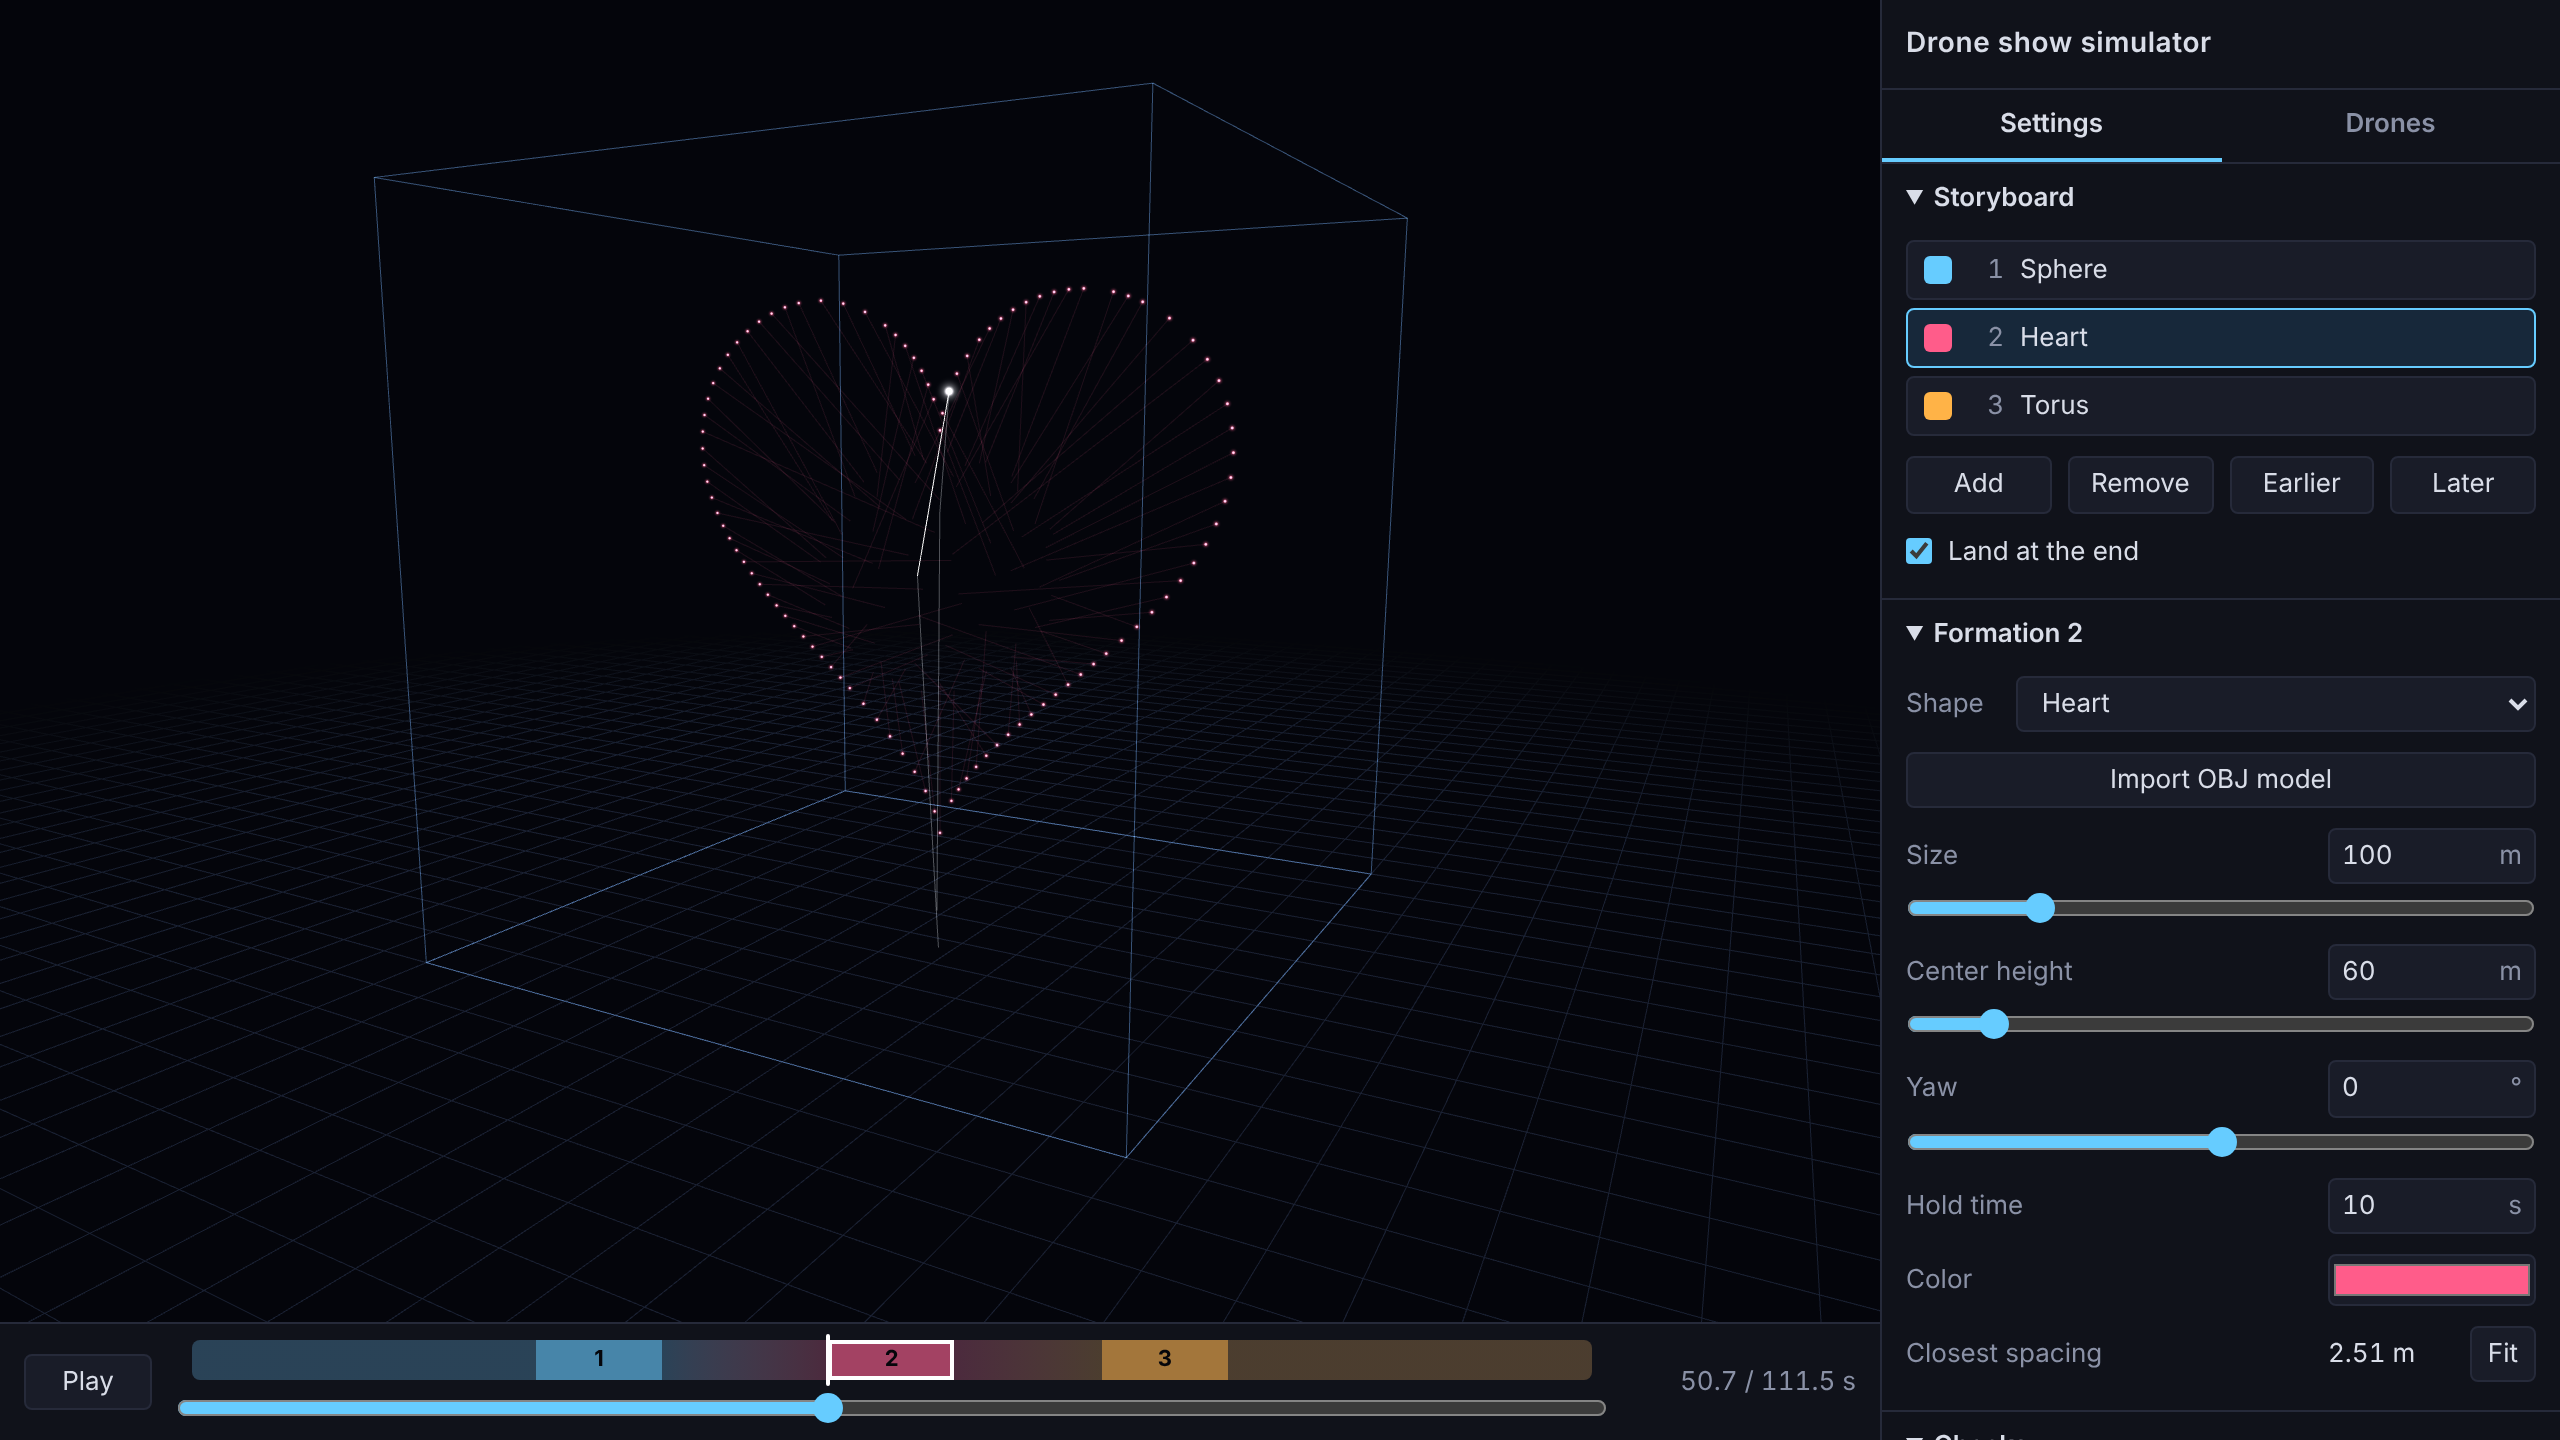 Drone show simulator
Settings Drones
Storyboard
1 Sphere
2 Heart
3 Torus
Add Remove Earlier Later
Land at the end
Formation 2
Shape Heart
Import OBJ model
Size 100 m
Center height 60 m
Yaw 0 °
Hold time 10 s
Color
Closest spacing 2.51 m Fit
Play 1 2 3 50.7 / 111.5 s